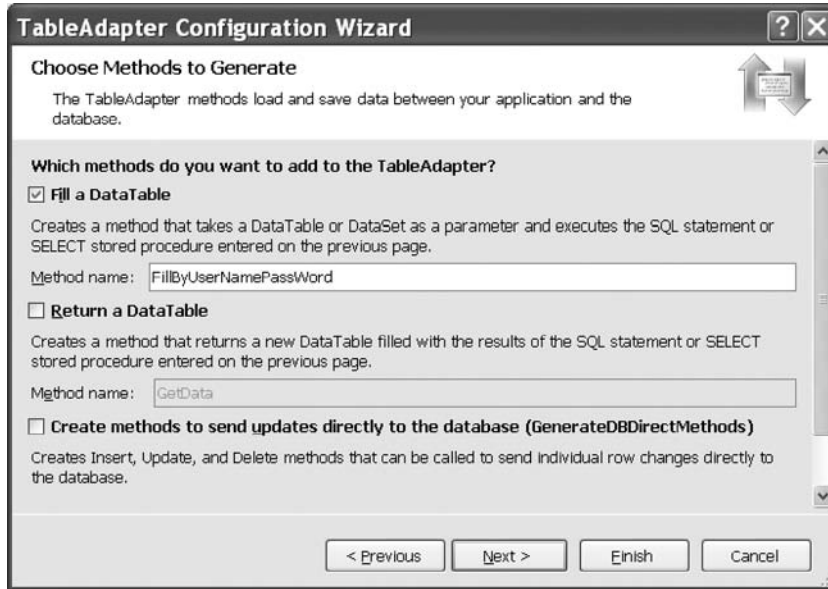 TableAdapter Configuration Wizard
?
X
Choose Methods to Generate
The TableAdapter methods load and save data between your application and the
database.
Which methods do you want to add to the TableAdapter?
Fill a DataTable
Creates a method that takes a DataTable or DataSet as a parameter and executes the SQL statement or
SELECT stored procedure entered on the previous page.
Method name: FillByUserNamePassWord
Return a DataTable
Creates a method that returns a new DataTable filled with the results of the SQL statement or SELECT
stored procedure entered on the previous page.
Method name: GetData
Create methods to send updates directly to the database (GenerateDBDirectMethods)
Creates Insert, Update, and Delete methods that can be called to send individual row changes directly to
the database.
< Previous
Next >
Finish
Cancel